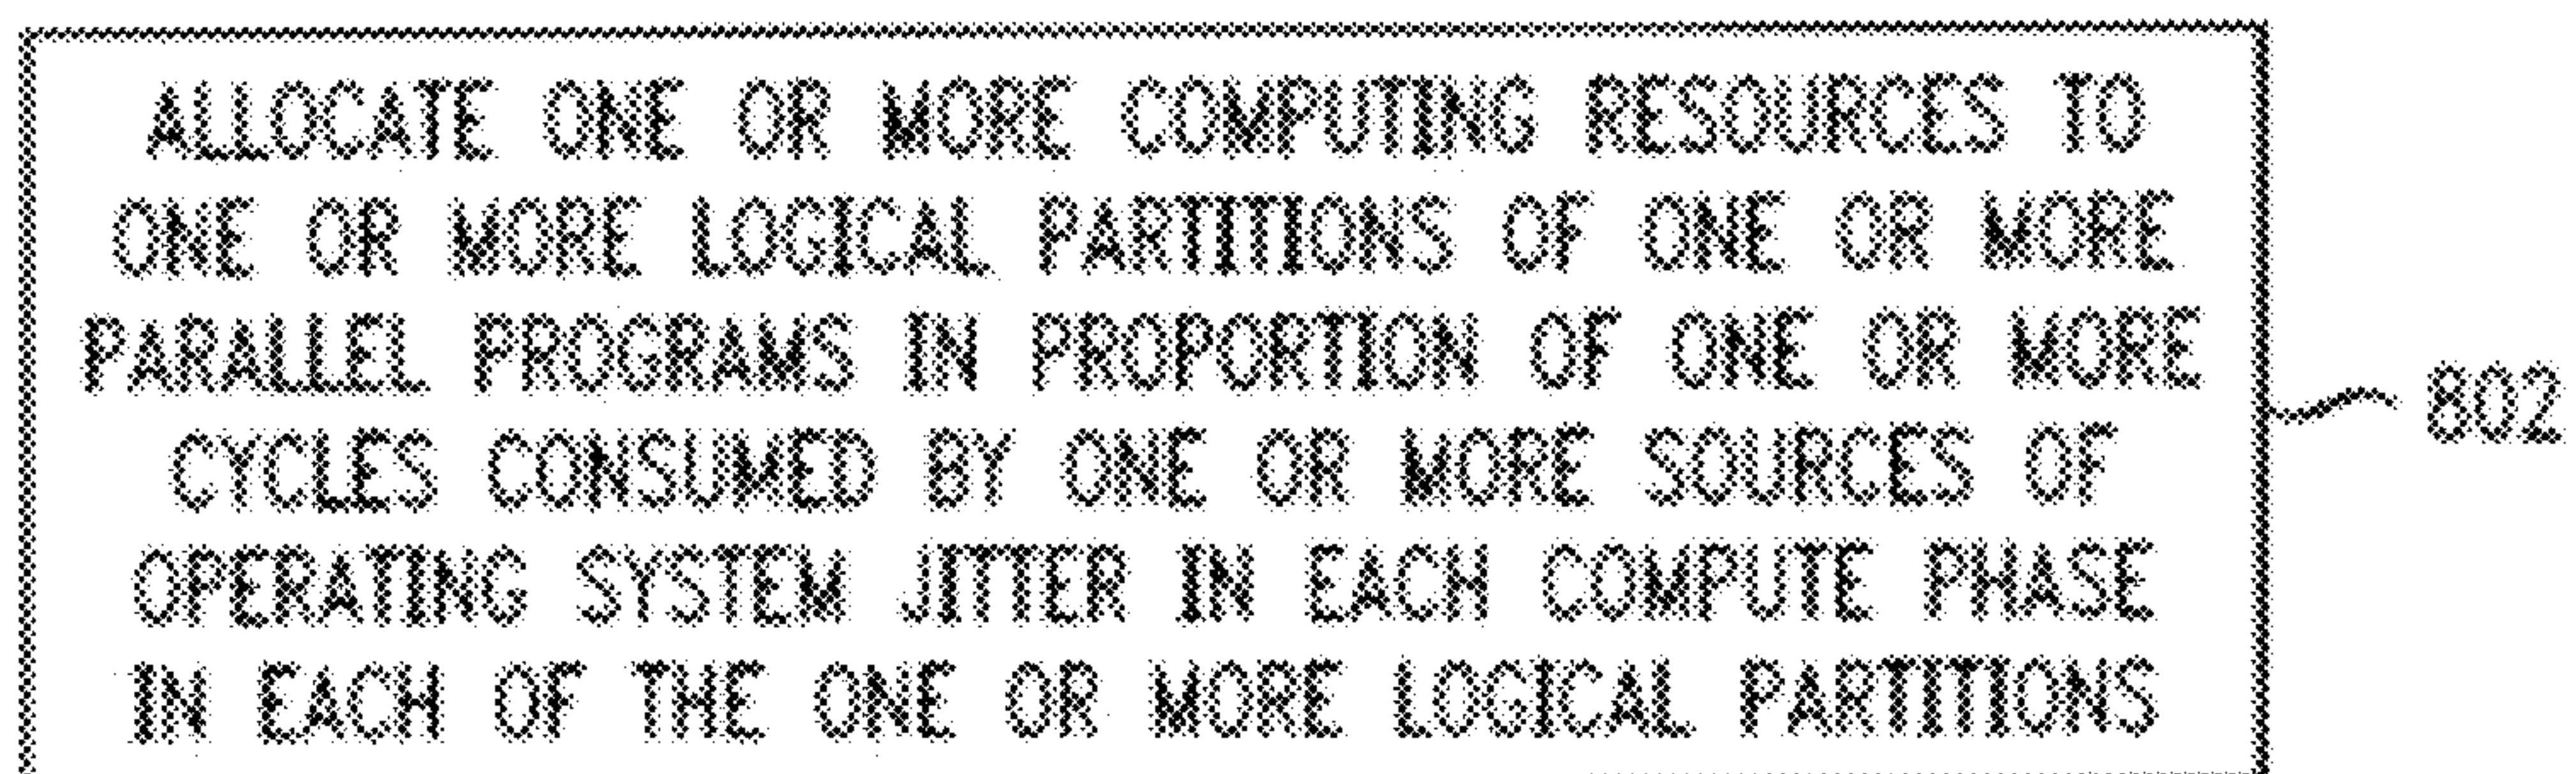 ALLOCATE ONE OR MORE COMPUTING RESOURCES TO
ONE OR MORE LOGICAL PARTITIONS OF ONE OR MORE
PARALLEL PROGRAMS IN PROPORTION OF ONE OR MORE
CYCLES CONSUMED BY ONE OR MORE SOURCES OF
OPERATING SYSTEM JITTER IN EACH COMPUTE PHASE
IN EACH OF THE ONE OR MORE LOGICAL PARTITIONS
802